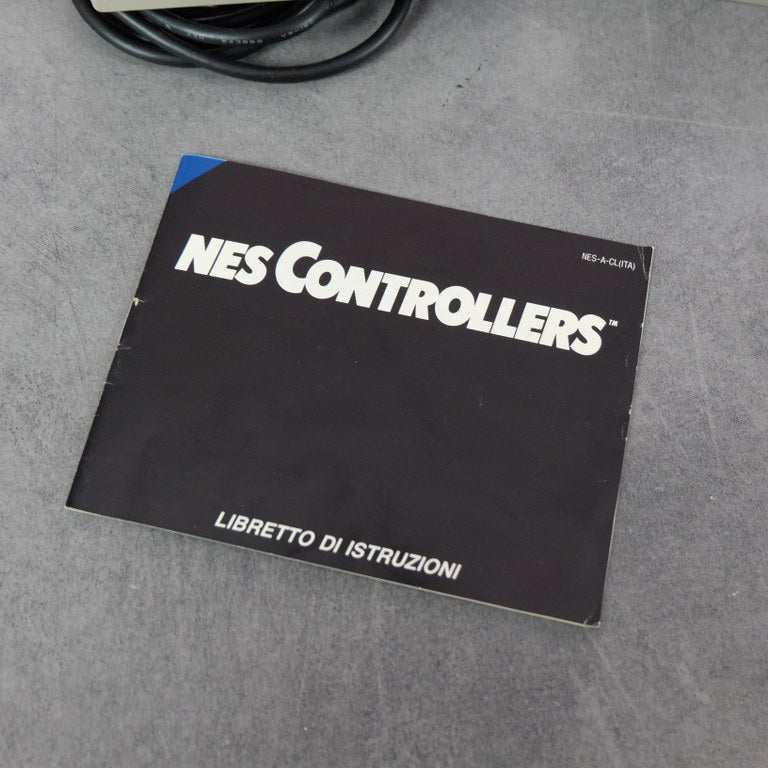 NES-A-CL(ITA)
NES CONTROLLERS™
LIBRETTO DI ISTRUZIONI